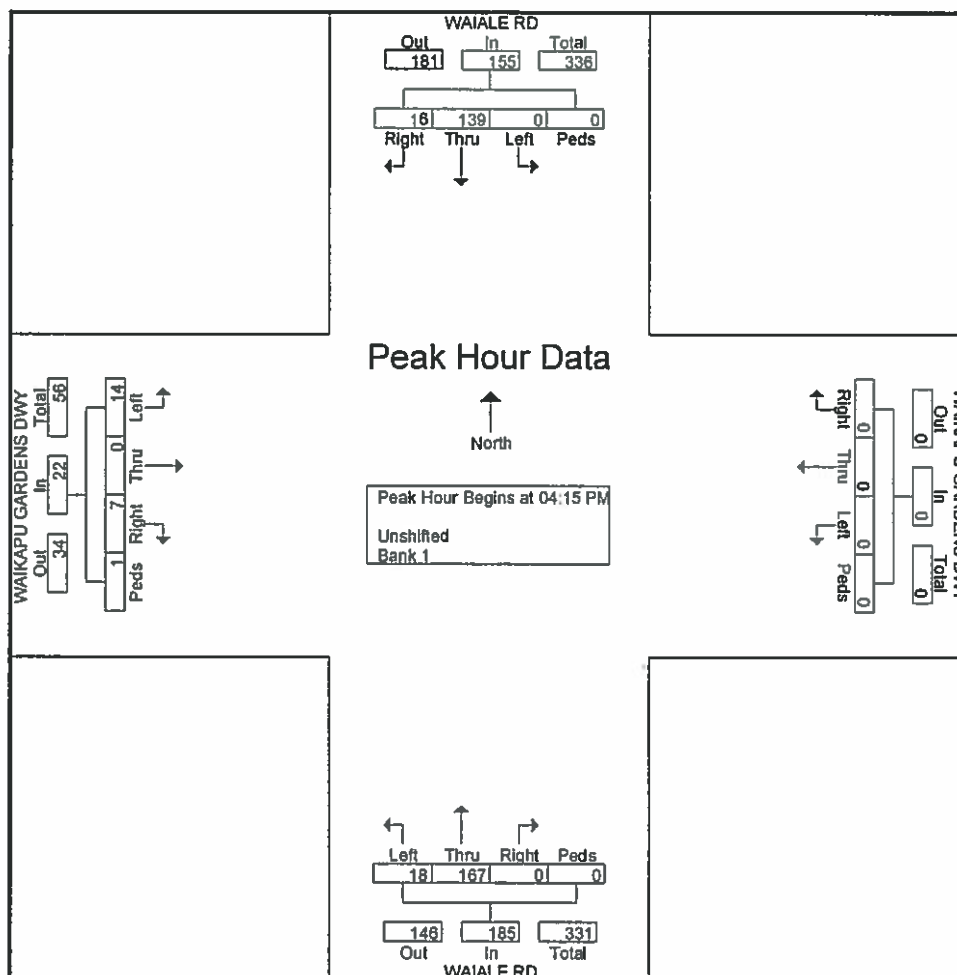 WAIALE RD
Out In Total
181 155 336
16 139 0 0
Right Thru Left Peds
Peak Hour Data
North
Peak Hour Begins at 04:15 PM
Unshifted
Bank 1
WAIKAPU GARDENS DWY
Total In Out
56 22 34
14 0 7 1
Left Thru Right Peds
Right Thru Left Peds
0 0 0 0
Out In Total
0 0 0
Left Thru Right Peds
18 167 0 0
146 185 331
Out In Total
WAIALE RD